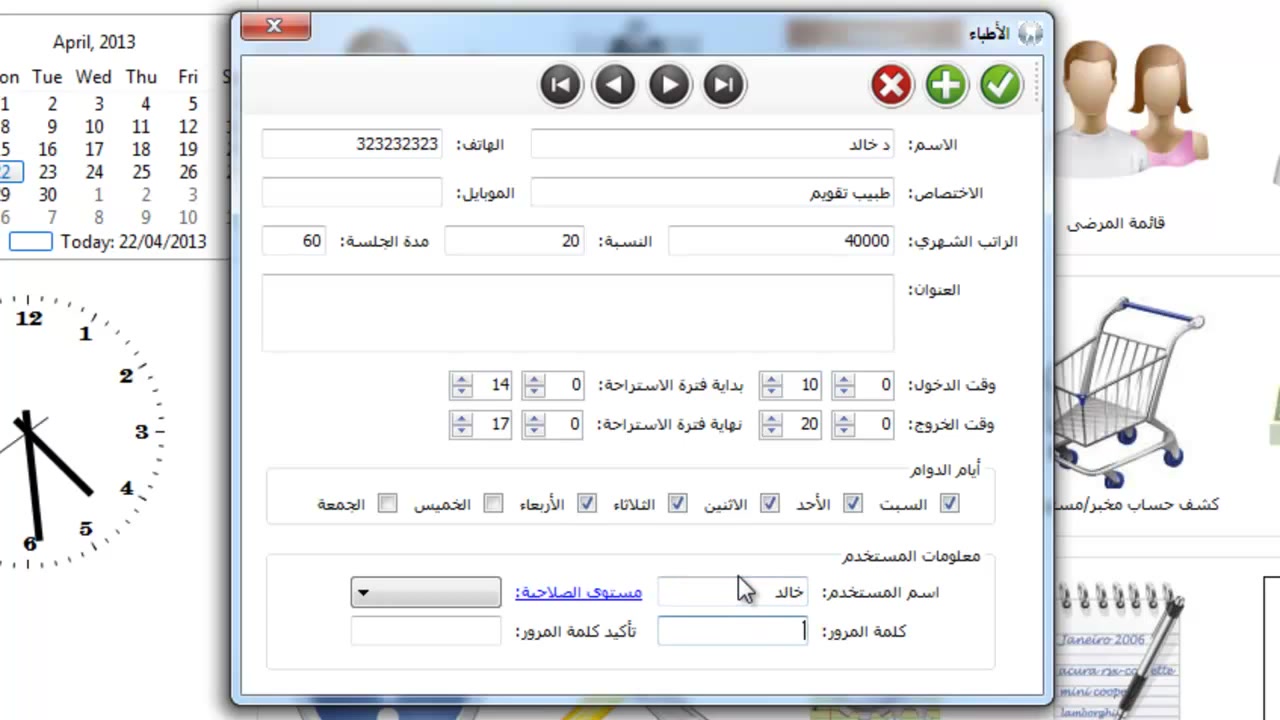 الأطباء
الاسم: د خالد الهاتف: 323232323
الاختصاص: طبيب تقويم الموبايل:
الراتب الشهري: 40000 النسبة: 20 مدة الجلسة: 60
العنوان:
وقت الدخول: 0 10 بداية فترة الاستراحة: 0 14
وقت الخروج: 0 20 نهاية فترة الاستراحة: 0 17
أيام الدوام
السبت الأحد الاثنين الثلاثاء الأربعاء الخميس الجمعة
معلومات المستخدم
اسم المستخدم: خالد مستوى الصلاحية:
كلمة المرور: تأكيد كلمة المرور:
April, 2013
on Tue Wed Thu Fri S
1 2 3 4 5
8 9 10 11 12
5 16 17 18 19
2 23 24 25 26
9 30 1 2 3
6 7 8 9 10
Today: 22/04/2013
12
1
2
3
4
5
6
قائمة المرضى
كشف حساب مخبر/مس
Janeiro 2006
mini coope